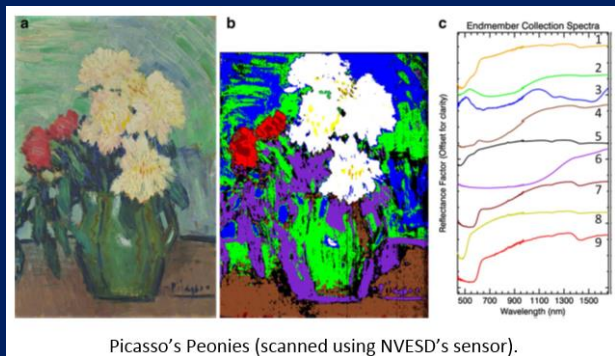 a
b
c
Endmember Collection Spectra
Reflectance Factor (Offset for clarity)
1
2
3
4
5
6
7
8
9
500 700 900 1100 1300 1500
Wavelength (nm)
Picasso's Peonies (scanned using NVESD's sensor).